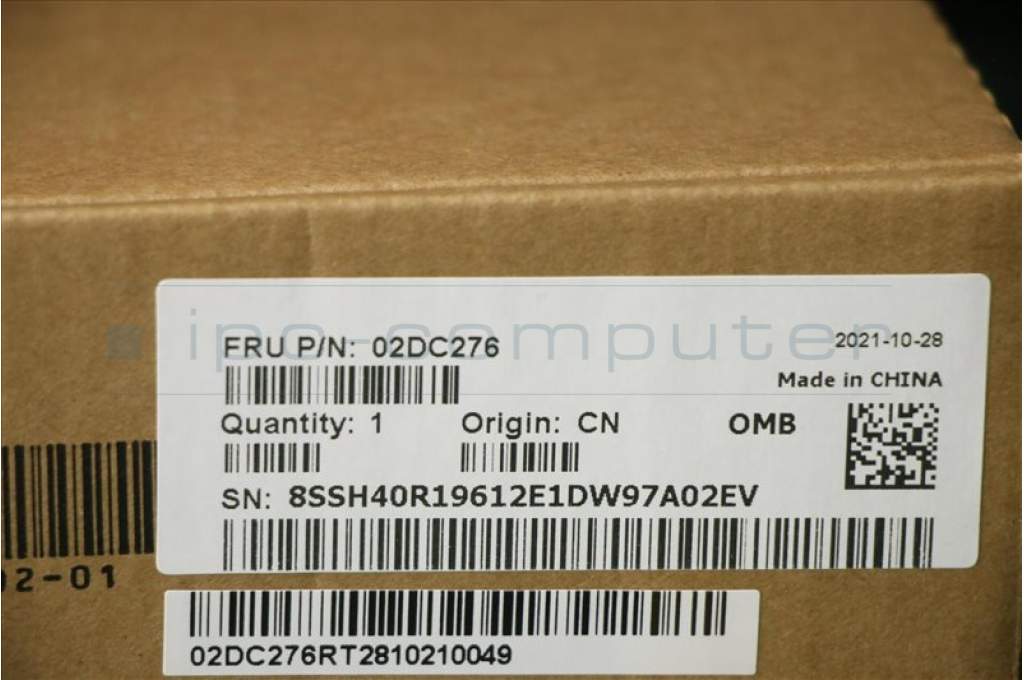 ipc-computer
FRU P/N: 02DC276
2021-10-28
Made in CHINA
Quantity: 1
Origin: CN
OMB
SN: 8SSH40R19612E1DW97A02EV
2-01
02DC276RT2810210049